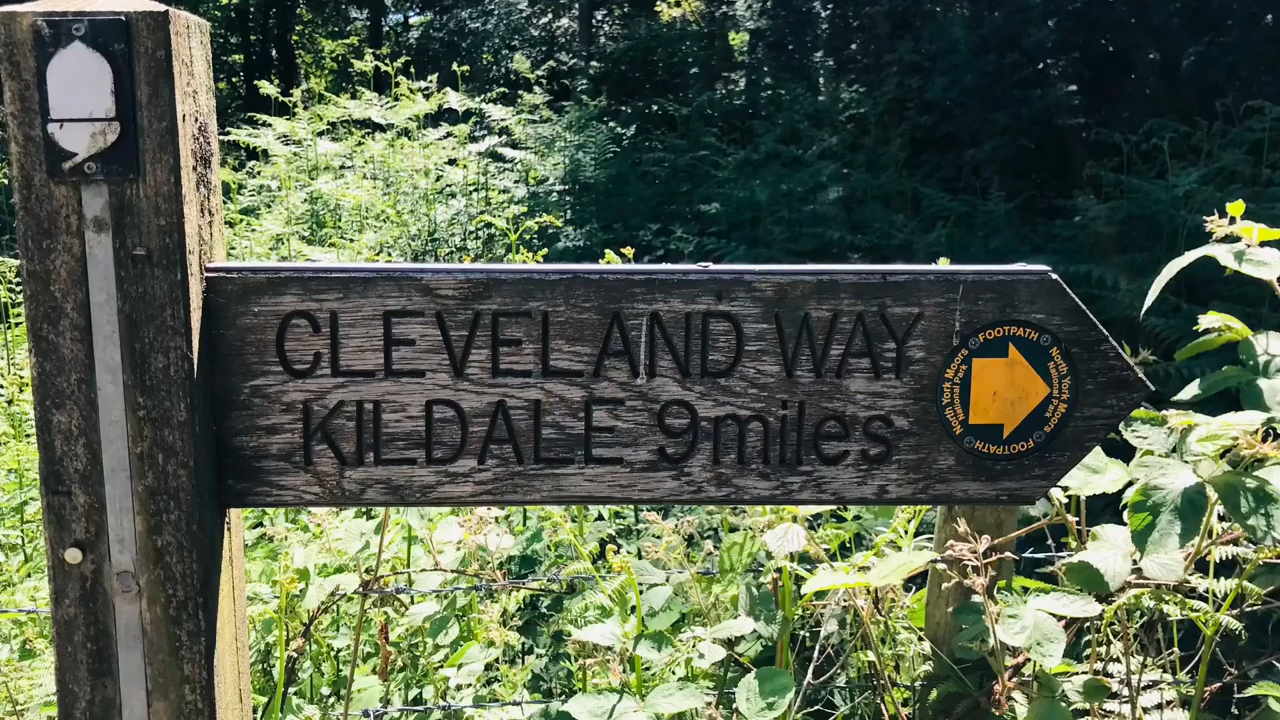 CLEVELAND WAY
KILDALE 9miles
FOOTPATH
North York Moors
National Park
North York Moors
National Park
FOOTPATH